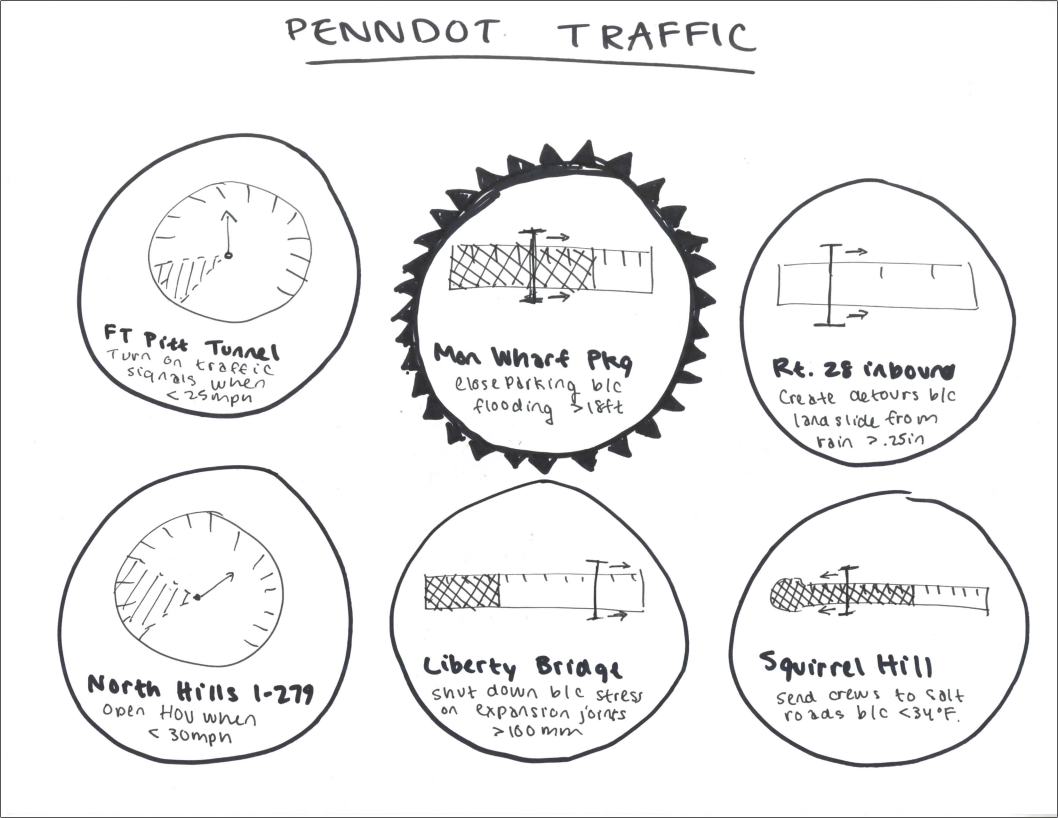 PENNDOT TRAFFIC
FT Pitt Tunnel
Turn on traffic
signals when
< 25mph
Mon Wharf Pkg
close parking b/c
flooding >18ft
Rt. 28 inbound
Create detours b/c
landslide from
rain > .25in
North Hills I-279
open HOV when
< 30mph
Liberty Bridge
shut down b/c stress
on expansion joints
>100mm
Squirrel Hill
send crews to salt
roads b/c <34°F.